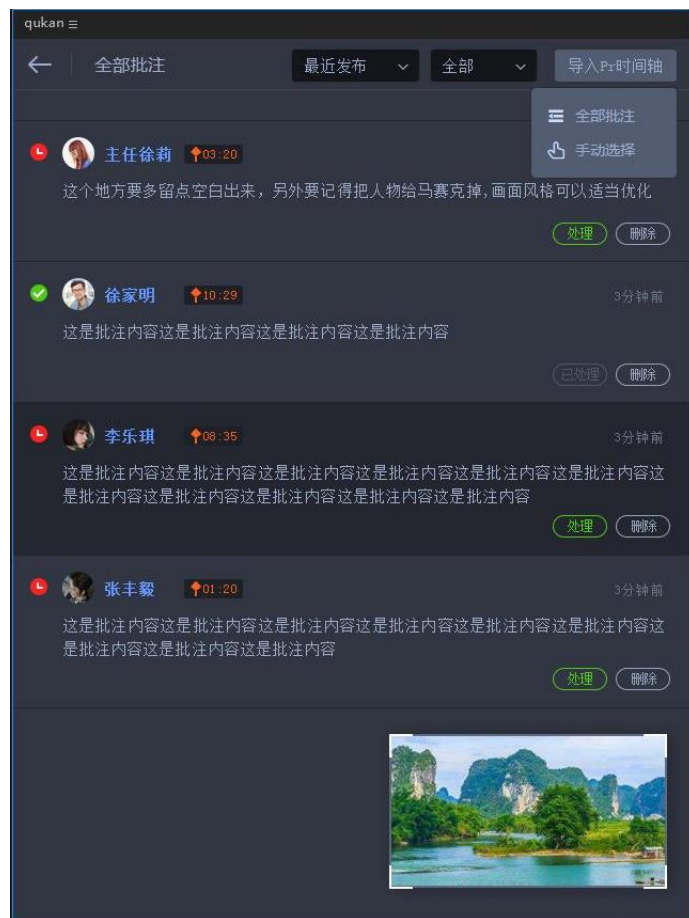 qukan ☰
全部批注 最近发布 全部 导入Pr时间轴
全部批注
手动选择
主任徐莉 03:20
这个地方要多留点空白出来，另外要记得把人物给马赛克掉,画面风格可以适当优化
处理 删除
徐家明 10:29 3分钟前
这是批注内容这是批注内容这是批注内容这是批注内容
已处理 删除
李乐琪 08:35 3分钟前
这是批注内容这是批注内容这是批注内容这是批注内容这是批注内容这是批注内容这
是批注内容这是批注内容这是批注内容这是批注内容这是批注内容
处理 删除
张丰毅 01:20 3分钟前
这是批注内容这是批注内容这是批注内容这是批注内容这是批注内容这是批注内容这
是批注内容这是批注内容这是批注内容
处理 删除